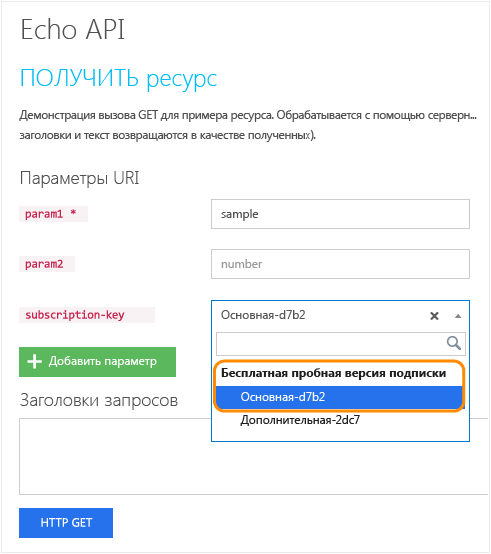 Echo API
ПОЛУЧИТЬ ресурс
Демонстрация вызова GET для примера ресурса. Обрабатывается с помощью серверн...
заголовки и текст возвращаются в качестве полученных).
Параметры URI
param1 * sample
param2 number
subscription-key Основная-d7b2
Добавить параметр
Бесплатная пробная версия подписки
Основная-d7b2
Дополнительная-2dc7
Заголовки запросов
HTTP GET